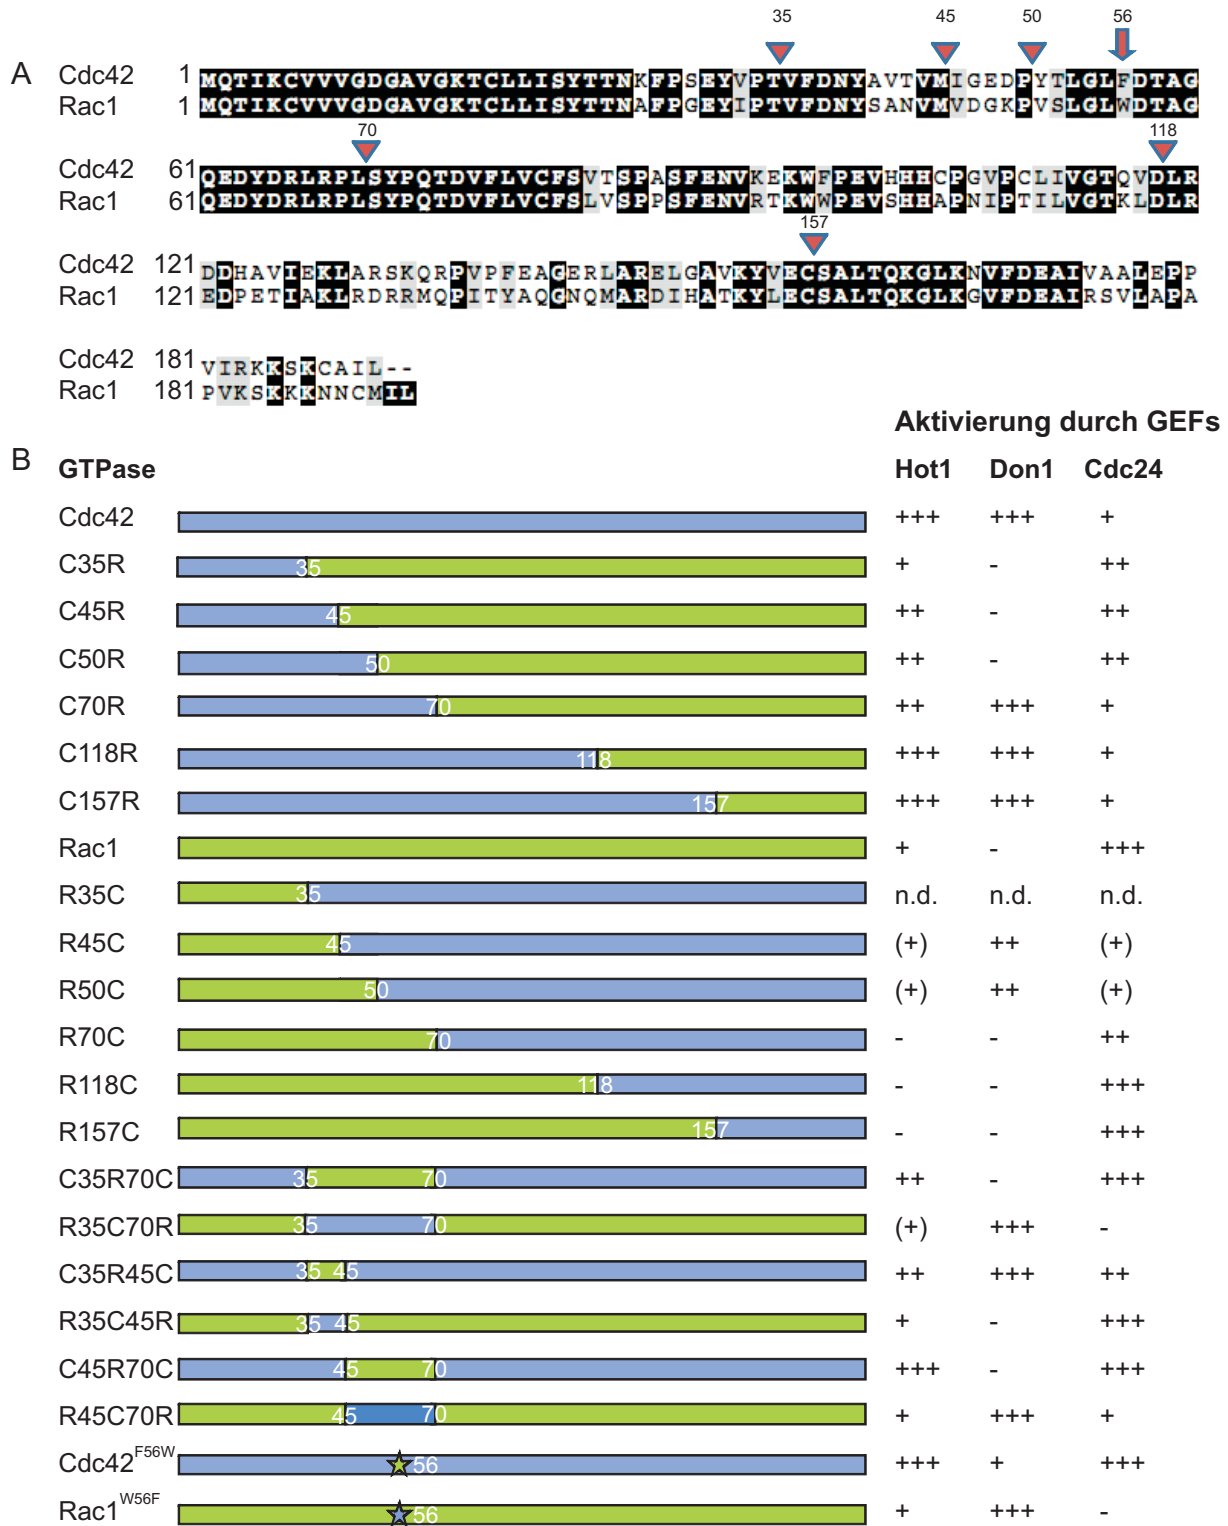 35 45 50 56
A
Cdc42 1 MQTIKCVVVGDGAVGKTCLLISYTTNKFPSEYVPTVFDNYAVTVMIGEDPYTLGLFDTAG
Rac1 1 MQTIKCVVVGDGAVGKTCLLISYTTNAFPGEYIPTVFDNYSANVMVDGKPVSLGLWDTAG
70 118
Cdc42 61 QEDYDRLRPLSYPQTDVFLVCFSVTSPASFENVKEKWFPEVHHHCPGVPCLIVGTQVDLR
Rac1 61 QEDYDRLRPLSYPQTDVFLVCFSLVSPPSFENVRTKWWPEVSHHAPNIPTILVGTKLDLR
157
Cdc42 121 DDHAVIEKLARSKQRPVPFEAGERLARELGAVKYVECSALTQKGLKNVFDEAIVAALEPP
Rac1 121 EDPETIAKLRDRRMQPITYAQGNQMARDIHATKYLECSALTQKGLKGVFDEAIRSVLAPA
Cdc42 181 VIRKKSKCAIL--
Rac1 181 PVKSKKKNNCMIL
Aktivierung durch GEFs
B GTPase Hot1 Don1 Cdc24
Cdc42 +++ +++ +
C35R 35 + - ++
C45R 45 ++ - ++
C50R 50 ++ - ++
C70R 70 ++ +++ +
C118R 118 +++ +++ +
C157R 157 +++ +++ +
Rac1 + - +++
R35C 35 n.d. n.d. n.d.
R45C 45 (+) ++ (+)
R50C 50 (+) ++ (+)
R70C 70 - - ++
R118C 118 - - +++
R157C 157 - - +++
C35R70C 35 70 ++ - +++
R35C70R 35 70 (+) +++ -
C35R45C 35 45 ++ +++ ++
R35C45R 35 45 + - +++
C45R70C 45 70 +++ - +++
R45C70R 45 70 + +++ +
Cdc42F56W 56 +++ + +++
Rac1W56F 56 + +++ -